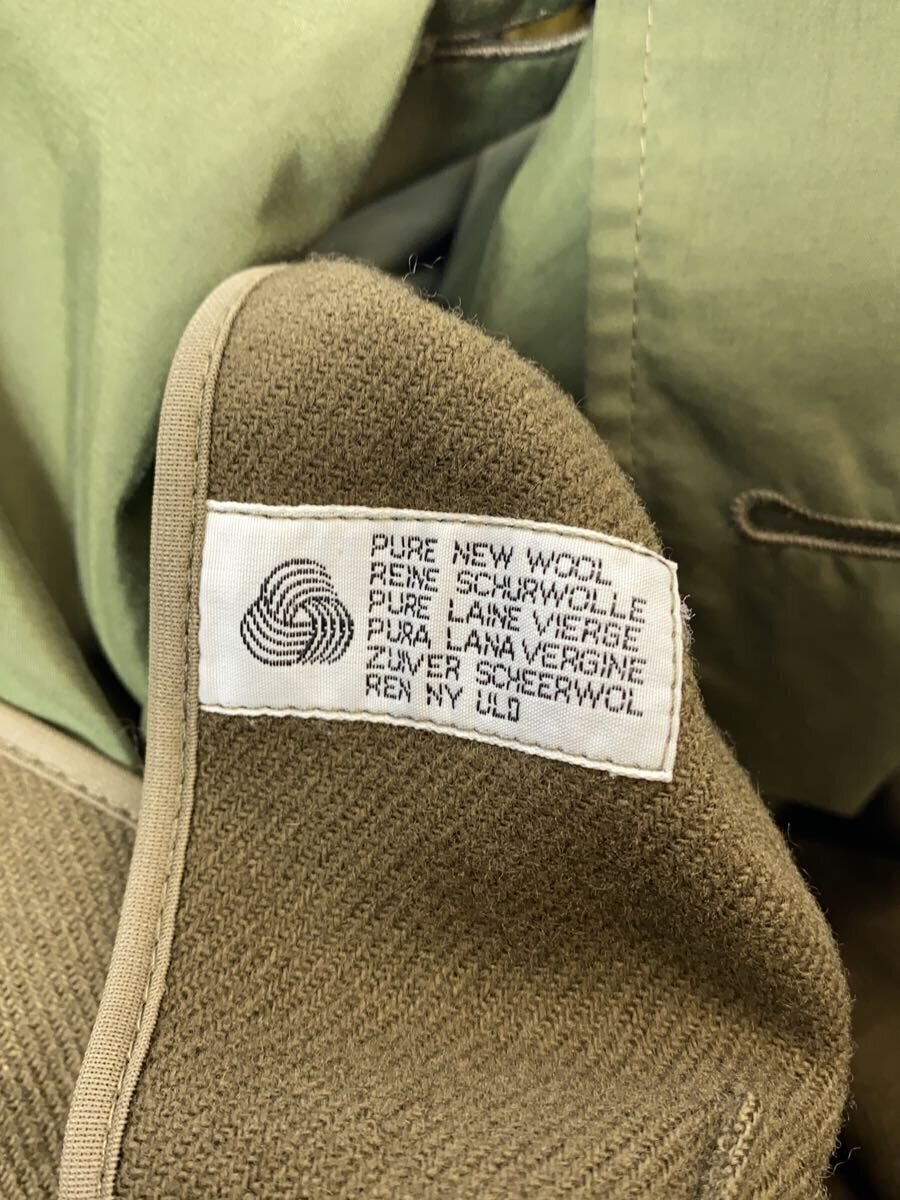 PURE NEW WOOL
REINE SCHURWOLLE
PURE LAINE VIERGE
PURA LANA VERGINE
ZUIVER SCHEERWOL
REN NY ULD